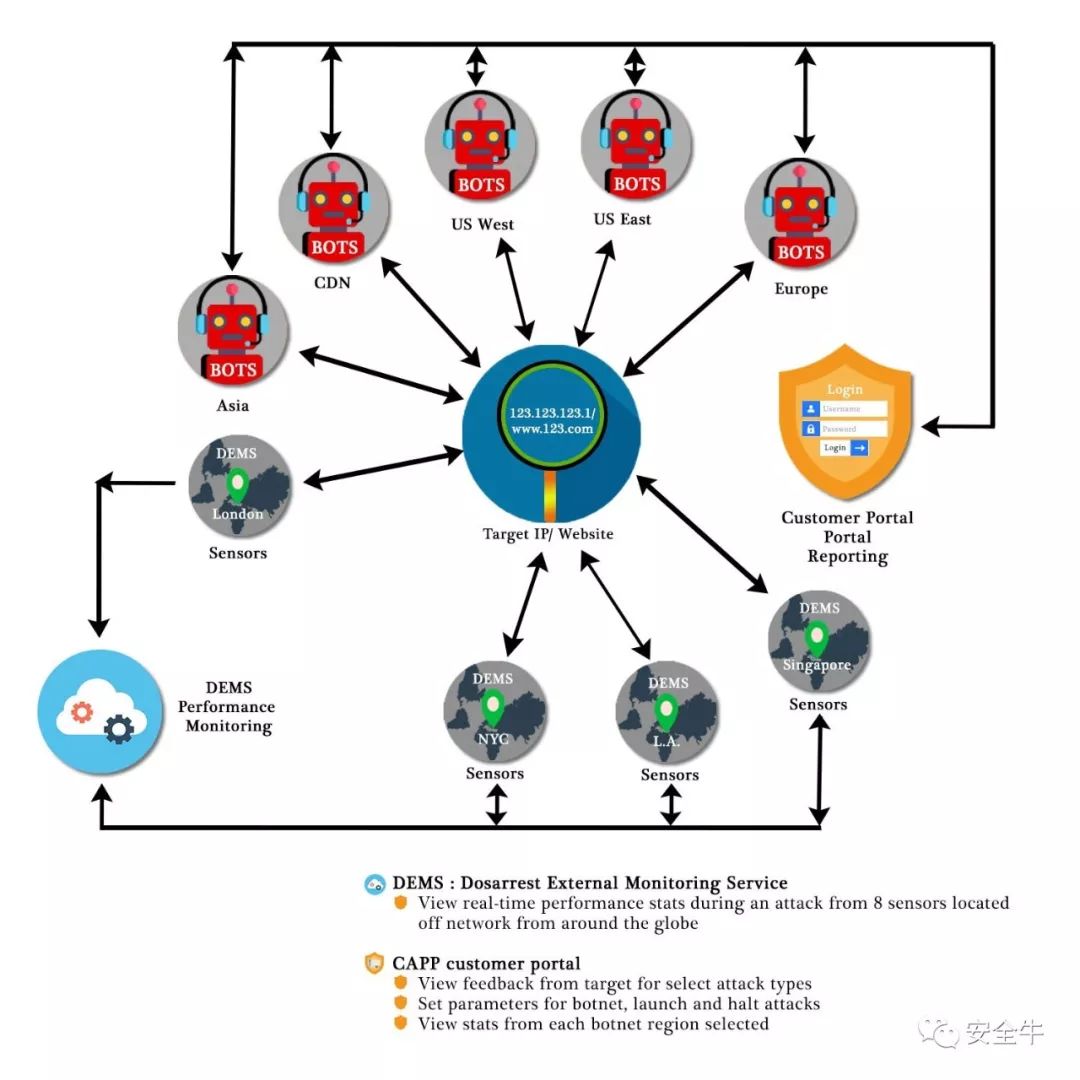 BOTS
US West
BOTS
US East
BOTS
CDN
BOTS
Europe
BOTS
Asia
123.123.123.1/
www.123.com
Target IP/ Website
Login
Username
Password
Login
Customer Portal
Portal
Reporting
DEMS
London
Sensors
DEMS
Singapore
Sensors
DEMS
Performance
Monitoring
DEMS
NYC
Sensors
DEMS
L.A.
Sensors
DEMS : Dosarrest External Monitoring Service
View real-time performance stats during an attack from 8 sensors located
off network from around the globe
CAPP customer portal
View feedback from target for select attack types
Set parameters for botnet, launch and halt attacks
View stats from each botnet region selected
安全牛